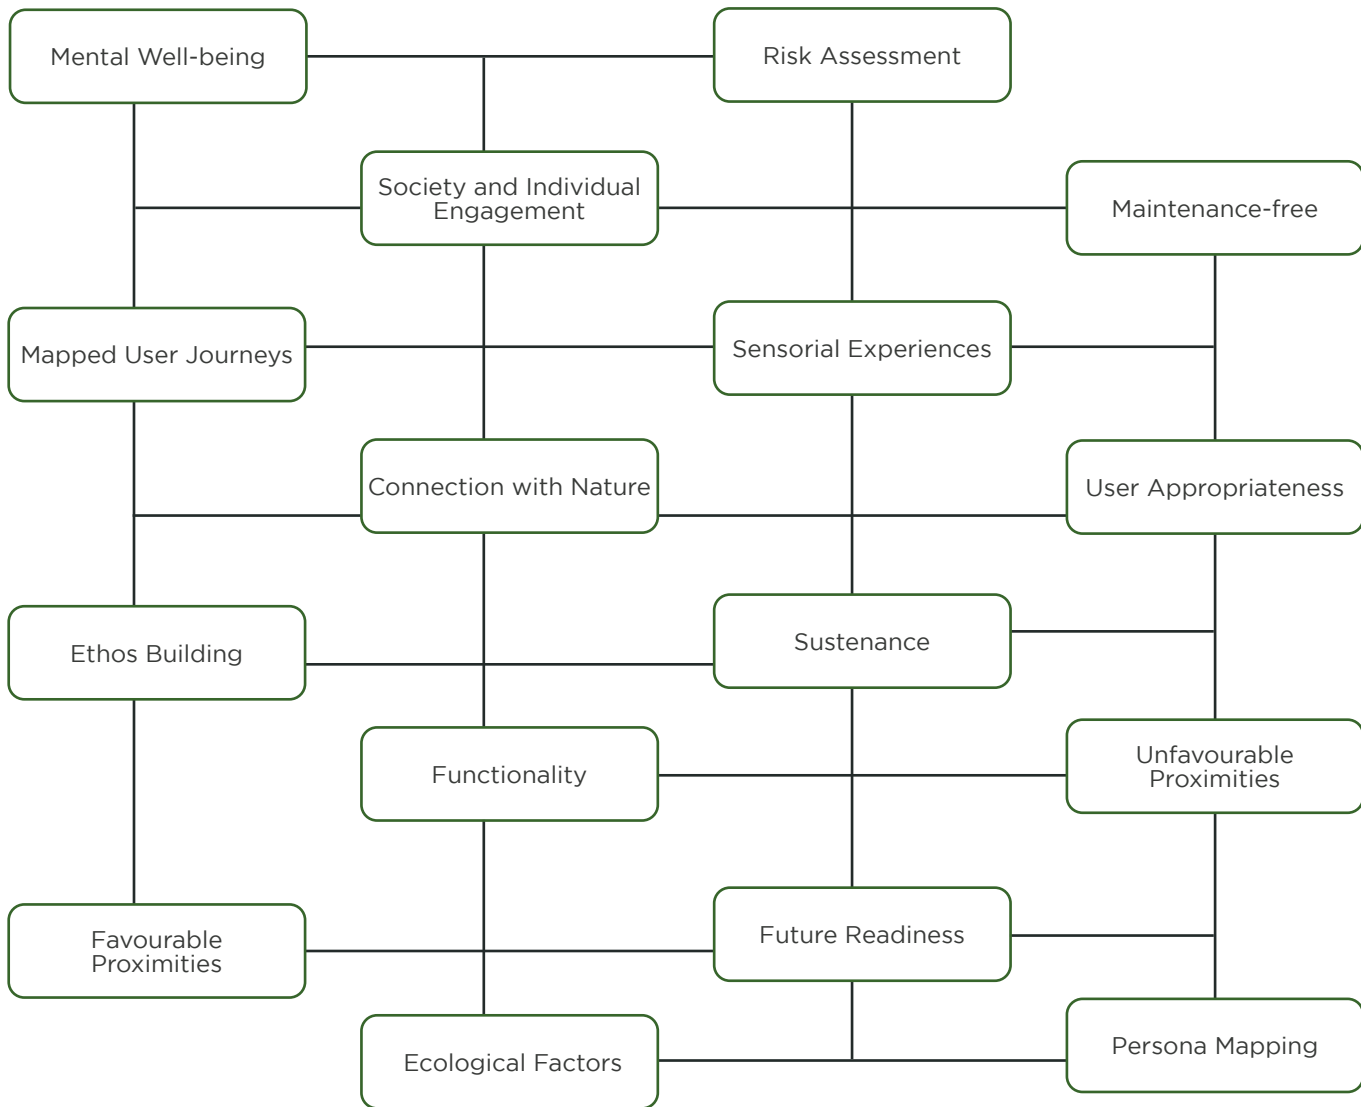 Mental Well-being
Risk Assessment
Society and Individual
Engagement
Maintenance-free
Mapped User Journeys
Sensorial Experiences
Connection with Nature
User Appropriateness
Ethos Building
Sustenance
Functionality
Unfavourable
Proximities
Favourable
Proximities
Future Readiness
Ecological Factors
Persona Mapping